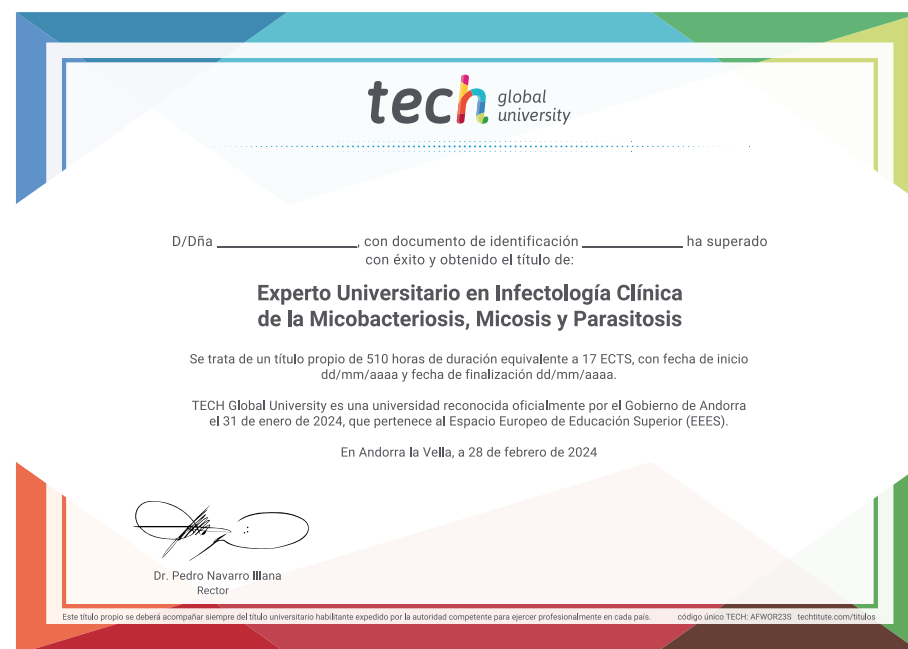 tech global university
D/Dña ____________, con documento de identificación ____________ ha superado
con éxito y obtenido el título de:
Experto Universitario en Infectología Clínica
de la Micobacteriosis, Micosis y Parasitosis
Se trata de un título propio de 510 horas de duración equivalente a 17 ECTS, con fecha de inicio
dd/mm/aaaa y fecha de finalización dd/mm/aaaa.
TECH Global University es una universidad reconocida oficialmente por el Gobierno de Andorra
el 31 de enero de 2024, que pertenece al Espacio Europeo de Educación Superior (EEES).
En Andorra la Vella, a 28 de febrero de 2024
Dr. Pedro Navarro Illana
Rector
Este título propio se deberá acompañar siempre del título universitario habilitante expedido por la autoridad competente para ejercer profesionalmente en cada país. código único TECH: AFWOR23S techtitute.com/titulos